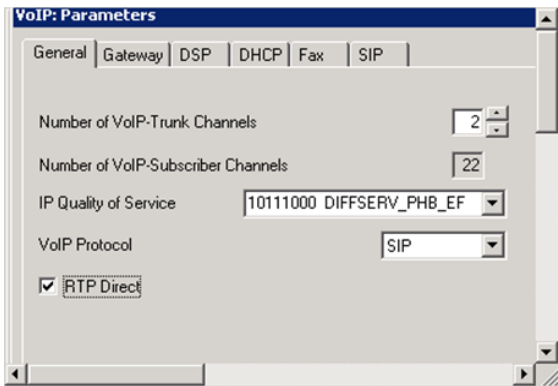 VoIP: Parameters
General Gateway DSP DHCP Fax SIP
Number of VoIP-Trunk Channels 2
Number of VoIP-Subscriber Channels 22
IP Quality of Service 10111000 DIFFSERV_PHB_EF
VoIP Protocol SIP
RTP Direct